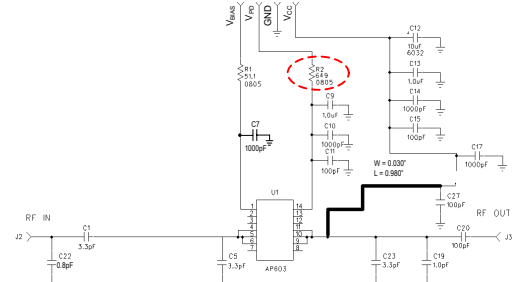 VBIAS
VPD
GND
VCC
C12
10uF
6032
R1
51.1
0805
R2
649
0805
C13
1.0uF
C14
1000pF
C9
1.0uF
C7
1000pF
C10
1000pF
C15
100pF
C11
100pF
C17
1000pF
W = 0.030"
L = 0.980"
U1
1 14
2 13
3 12
4 11
5 10
6 9
7 8
AP603
C27
100pF
RF IN
RF OUT
J2
C1
3.3pF
C20
100pF
J3
C22
0.8pF
C5
3.3pF
C23
3.3pF
C19
1.0pF